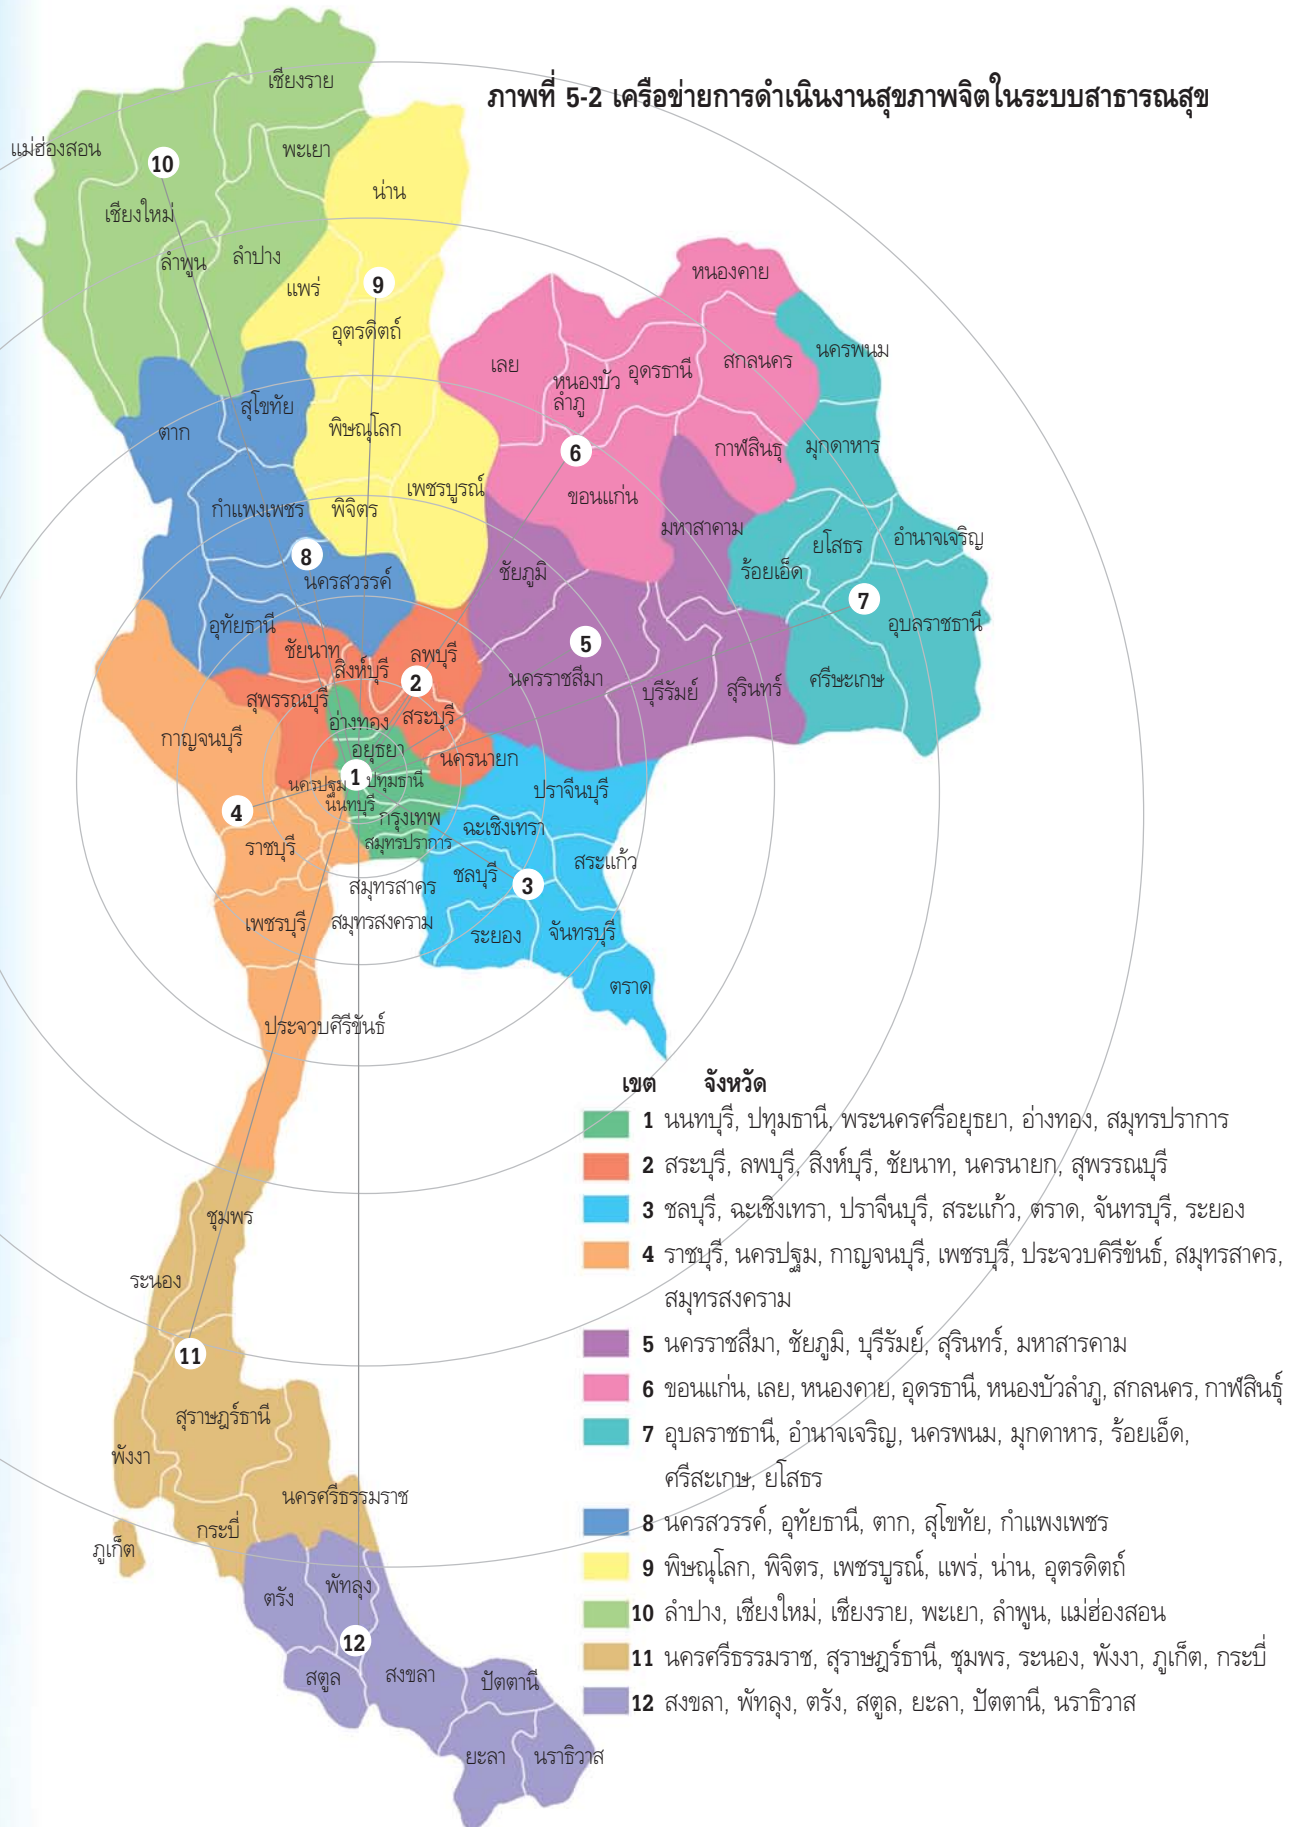 ภาพที่ 5-2 เครือข่ายการดำเนินงานสุขภาพจิตในระบบสาธารณสุข
เชียงราย
แม่ฮ่องสอน
พะเยา
10
น่าน
เชียงใหม่
ลำพูน
ลำปาง
แพร่
9
อุตรดิตถ์
หนองคาย
นครพนม
เลย
หนองบัว
ลำภู
อุดรธานี
สกลนคร
สุโขทัย
ตาก
พิษณุโลก
6
กาฬสินธุ
มุกดาหาร
เพชรบูรณ์
ขอนแก่น
กำแพงเพชร
พิจิตร
มหาสาคาม
ยโสธร
อำนาจเจริญ
8
นครสวรรค์
ชัยภูมิ
ร้อยเอ็ด
7
อุทัยธานี
อุบลราชธานี
ชัยนาท
สิงห์บุรี
ลพบุรี
5
2
นครราชสีมา
บุรีรัมย์
สุรินทร์
ศรีษะเกษ
สุพรรณบุรี
อ่างทอง
สระบุรี
กาญจนบุรี
อยุธยา
นครนายก
นครปฐม
1
ปทุมธานี
ปราจีนบุรี
นนทบุรี
4
กรุงเทพ
ฉะเชิงเทรา
ราชบุรี
สมุทรปราการ
สระแก้ว
ชลบุรี
3
สมุทรสาคร
เพชรบุรี
สมุทรสงคราม
ระยอง
จันทรบุรี
ตราด
ประจวบศิรีขันธ์
ชุมพร
ระนอง
11
สุราษฎร์ธานี
พังงา
นครศรีธรรมราช
กระบี่
ภูเก็ต
ตรัง
พัทลุง
12
สตูล
สงขลา
ปัตตานี
ยะลา
นราธิวาส
เขต จังหวัด
1 นนทบุรี, ปทุมธานี, พระนครศรีอยุธยา, อ่างทอง, สมุทรปราการ
2 สระบุรี, ลพบุรี, สิงห์บุรี, ชัยนาท, นครนายก, สุพรรณบุรี
3 ชลบุรี, ฉะเชิงเทรา, ปราจีนบุรี, สระแก้ว, ตราด, จันทรบุรี, ระยอง
4 ราชบุรี, นครปฐม, กาญจนบุรี, เพชรบุรี, ประจวบคิรีขันธ์, สมุทรสาคร,
สมุทรสงคราม
5 นครราชสีมา, ชัยภูมิ, บุรีรัมย์, สุรินทร์, มหาสารคาม
6 ขอนแก่น, เลย, หนองคาย, อุดรธานี, หนองบัวลำภู, สกลนคร, กาฬสินธุ์
7 อุบลราชธานี, อำนาจเจริญ, นครพนม, มุกดาหาร, ร้อยเอ็ด,
ศรีสะเกษ, ยโสธร
8 นครสวรรค์, อุทัยธานี, ตาก, สุโขทัย, กำแพงเพชร
9 พิษณุโลก, พิจิตร, เพชรบูรณ์, แพร่, น่าน, อุตรดิตถ์
10 ลำปาง, เชียงใหม่, เชียงราย, พะเยา, ลำพูน, แม่ฮ่องสอน
11 นครศรีธรรมราช, สุราษฎร์ธานี, ชุมพร, ระนอง, พังงา, ภูเก็ต, กระบี่
12 สงขลา, พัทลุง, ตรัง, สตูล, ยะลา, ปัตตานี, นราธิวาส